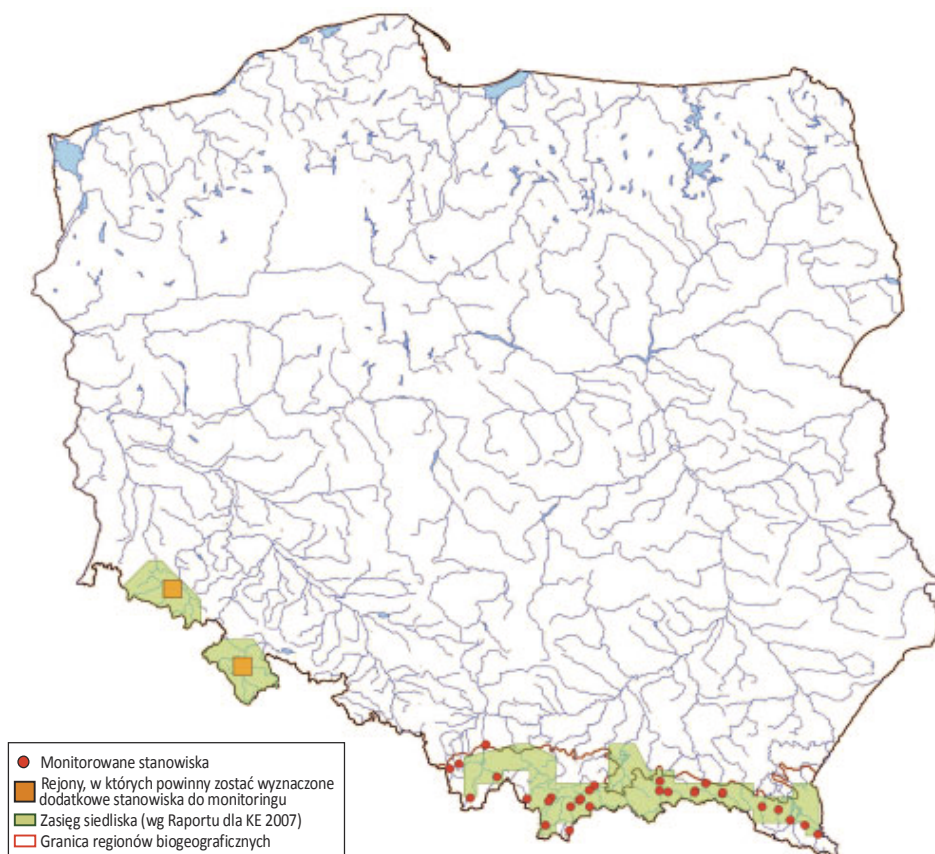 Monitorowane stanowiska
Rejony, w których powinny zostać wyznaczone
dodatkowe stanowiska do monitoringu
Zasięg siedliska (wg Raportu dla KE 2007)
Granica regionów biogeograficznych